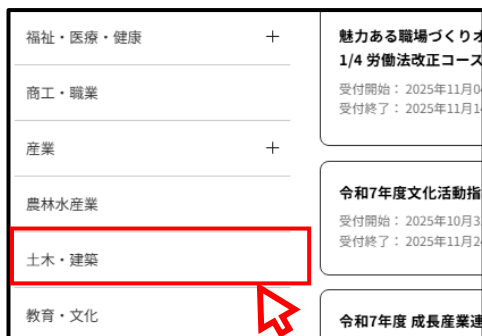 福祉・医療・健康
商工・職業
産業
農林水産業
土木・建築
教育・文化
魅力ある職場づくり
1/4 労働法改正コース
受付開始： 2025年11月0
受付終了： 2025年11月1
令和7年度文化活動指
受付開始： 2025年10月3
受付終了： 2025年11月2
令和7年度 成長産業連